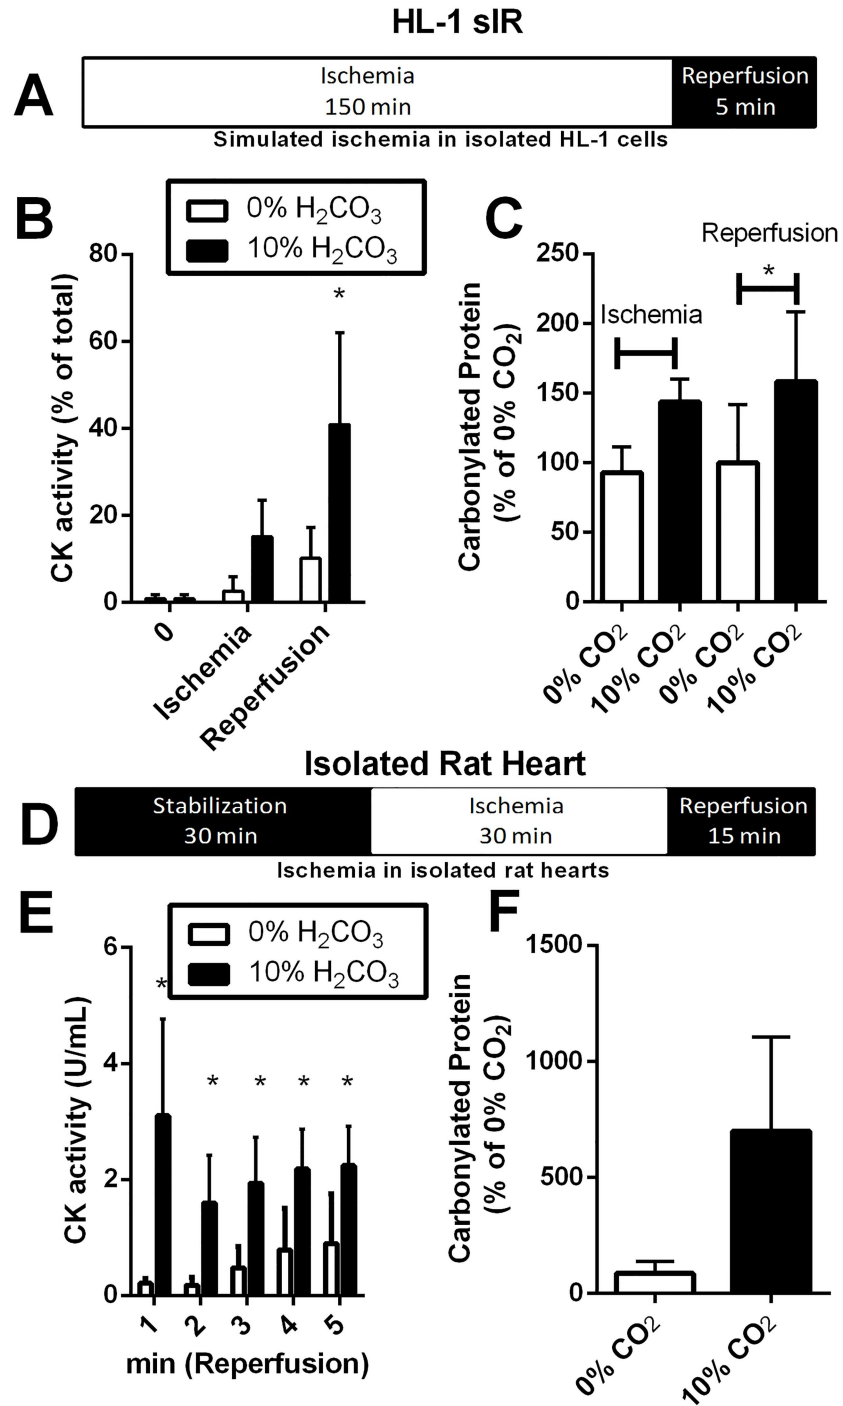 HL-1 sIR
A
Ischemia
150 min
Reperfusion
5 min
Simulated ischemia in isolated HL-1 cells
B
0% H₂CO₃
10% H₂CO₃
CK activity (% of total)
80
60
40
20
0
*
0
Ischemia
Reperfusion
C
Carbonylated Protein
(% of 0% CO₂)
250
200
150
100
50
0
Reperfusion
*
Ischemia
0% CO₂
10% CO₂
0% CO₂
10% CO₂
Isolated Rat Heart
D
Stabilization
30 min
Ischemia
30 min
Reperfusion
15 min
Ischemia in isolated rat hearts
E
0% H₂CO₃
10% H₂CO₃
CK activity (U/mL)
6
4
2
0
*
* * * *
1 2 3 4 5
min (Reperfusion)
F
Carbonylated Protein
(% of 0% CO₂)
1500
1000
500
0
0% CO₂
10% CO₂